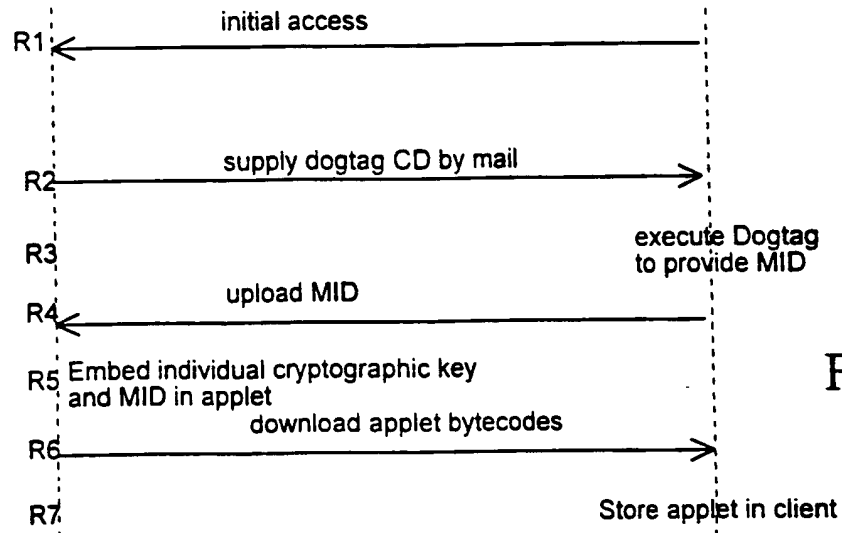 initial access
R1
supply dogtag CD by mail
R2
execute Dogtag
to provide MID
R3
upload MID
R4
R5 Embed individual cryptographic key
and MID in applet
F
download applet bytecodes
R6
R7 Store applet in client